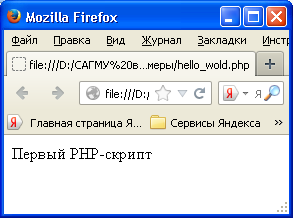 Mozilla Firefox
Файл Правка Вид Журнал Закладки Инстр
file:///D:/САГМУ%20в...меры/hello_wold.php
file:///D:/ Я
Главная страница Я... Сервисы Яндекса »
Первый PHP-скрипт